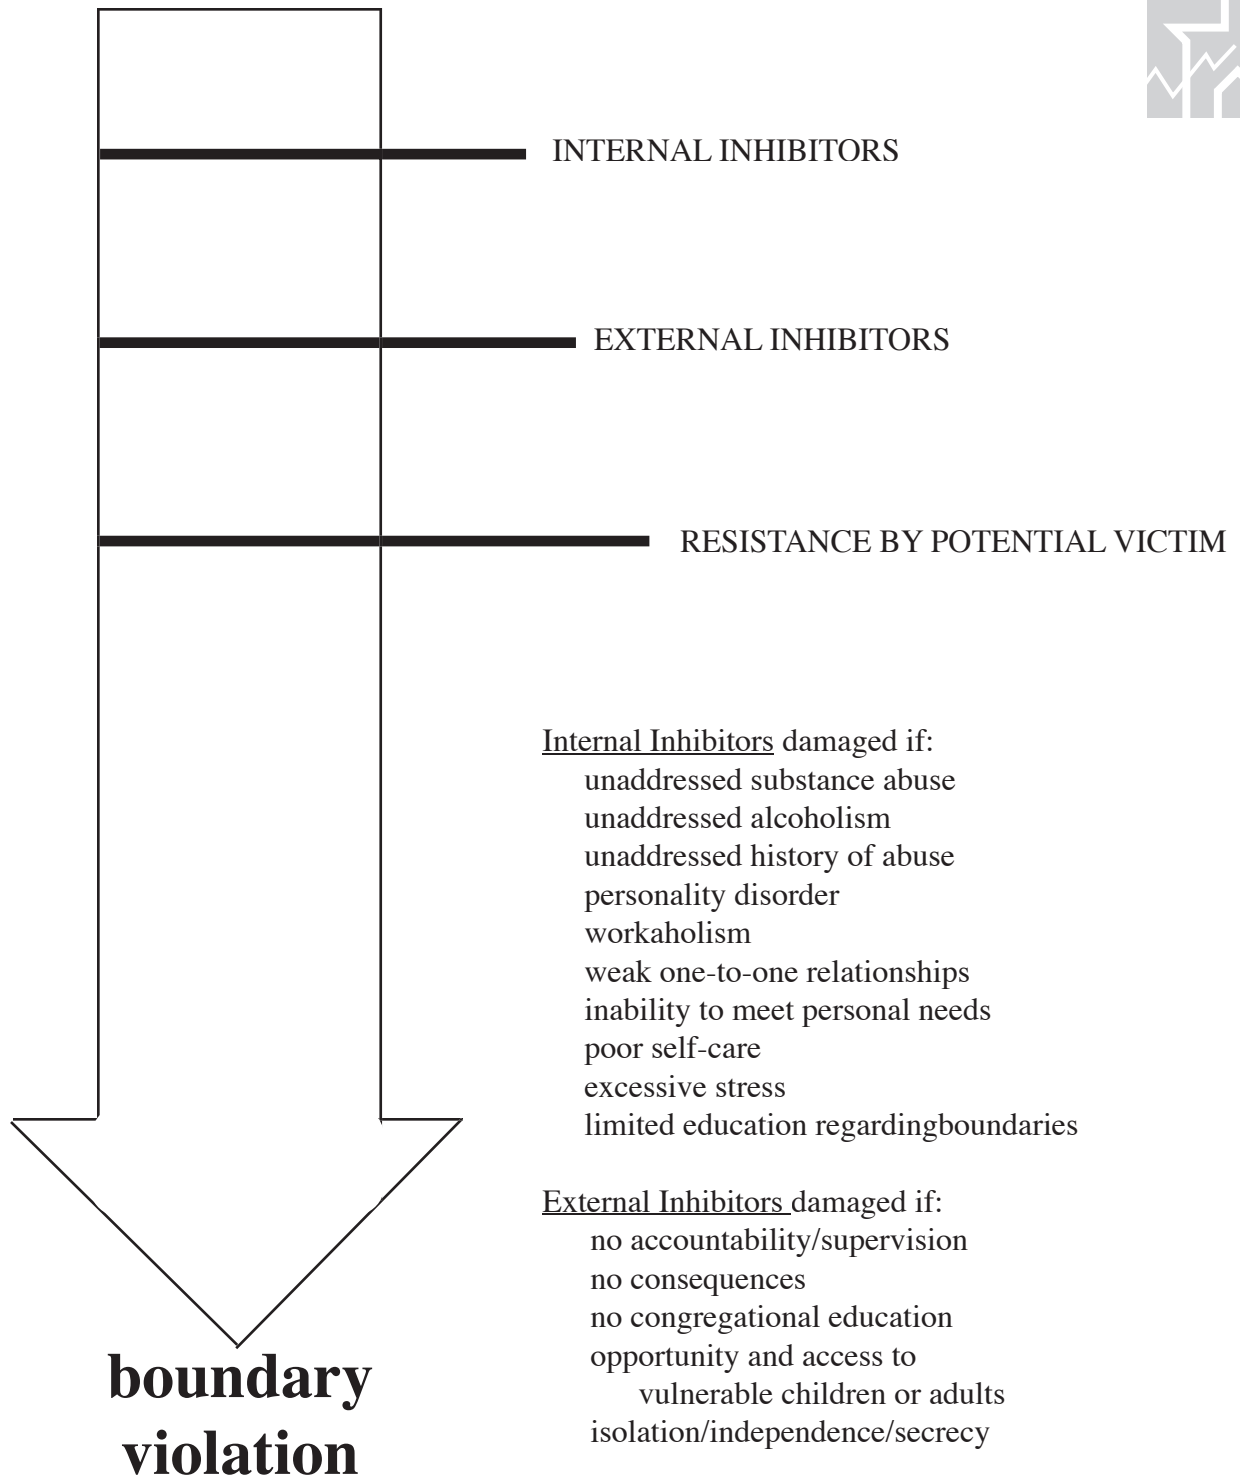 INTERNAL INHIBITORS
EXTERNAL INHIBITORS
RESISTANCE BY POTENTIAL VICTIM
Internal Inhibitors damaged if:
unaddressed substance abuse
unaddressed alcoholism
unaddressed history of abuse
personality disorder
workaholism
weak one-to-one relationships
inability to meet personal needs
poor self-care
excessive stress
limited education regardingboundaries
External Inhibitors damaged if:
no accountability/supervision
no consequences
no congregational education
opportunity and access to
vulnerable children or adults
isolation/independence/secrecy
boundary
violation